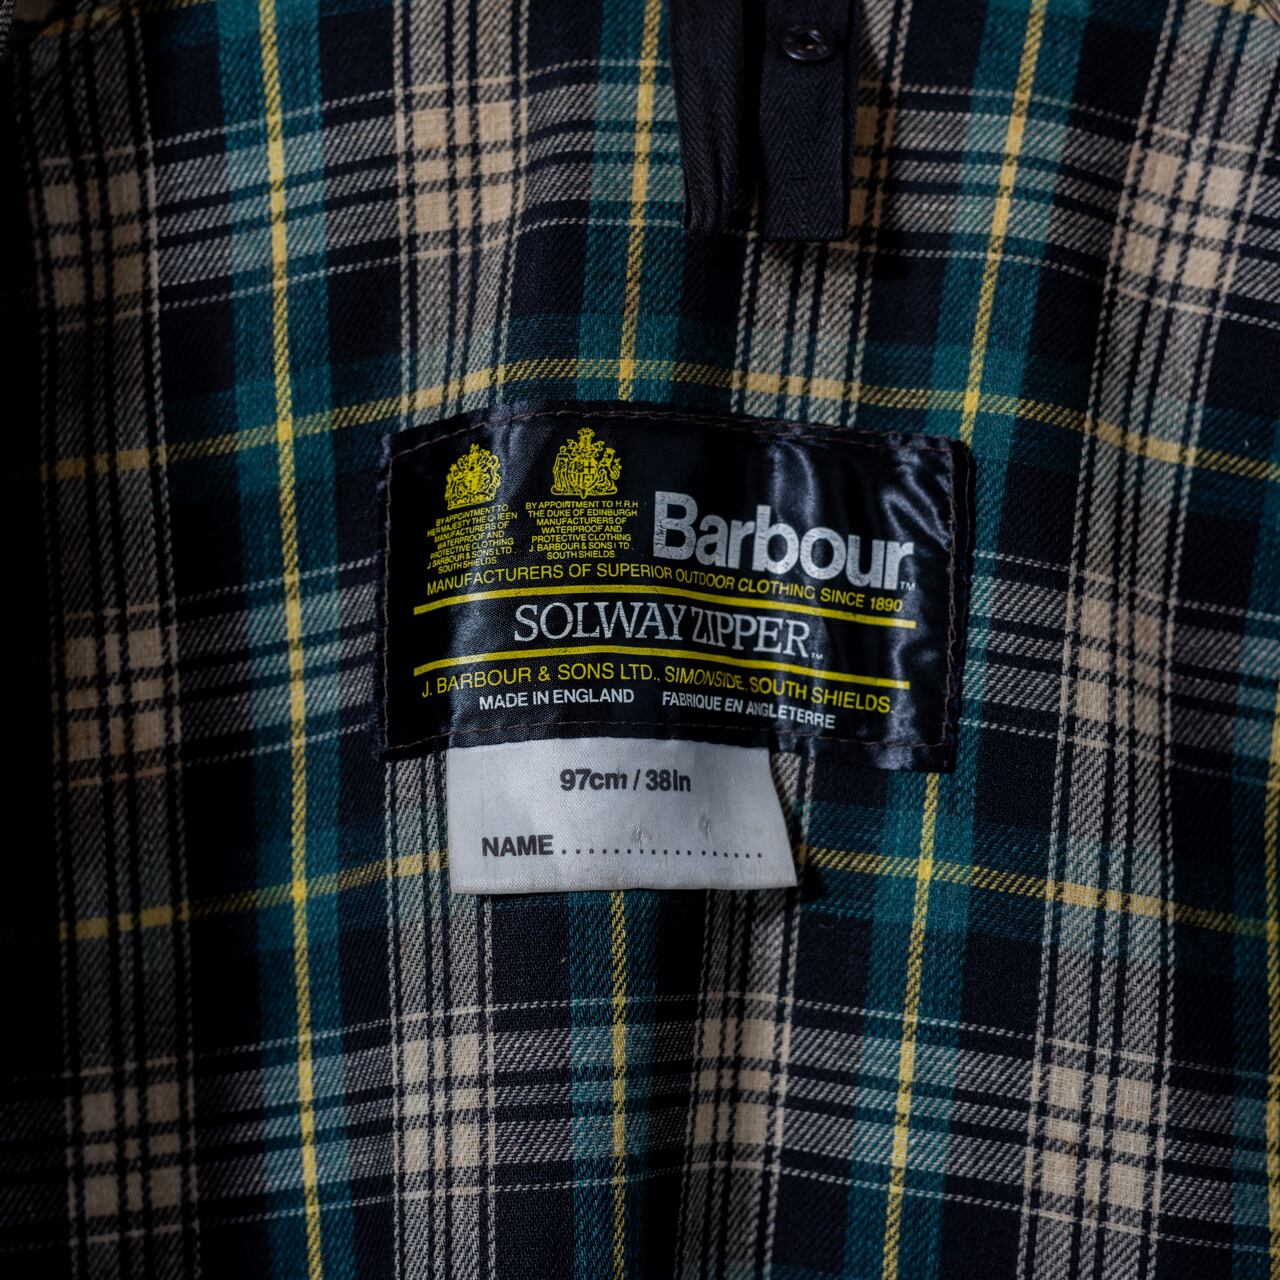 BY APPOINTMENT TO
HER MAJESTY THE QUEEN
MANUFACTURERS OF
WATERPROOF AND
PROTECTIVE CLOTHING
J. BARBOUR & SONS LTD.
SOUTH SHIELDS.
BY APPOINTMENT TO H.R.H
THE DUKE OF EDINBURGH
MANUFACTURERS OF
WATERPROOF AND
PROTECTIVE CLOTHING
J. BARBOUR & SONS LTD.
SOUTH SHIELDS.
Barbour™
MANUFACTURERS OF SUPERIOR OUTDOOR CLOTHING SINCE 1890
SOLWAY ZIPPER™
J. BARBOUR & SONS LTD., SIMONSIDE, SOUTH SHIELDS.
MADE IN ENGLAND FABRIQUE EN ANGLETERRE
97cm / 38in
NAME.................